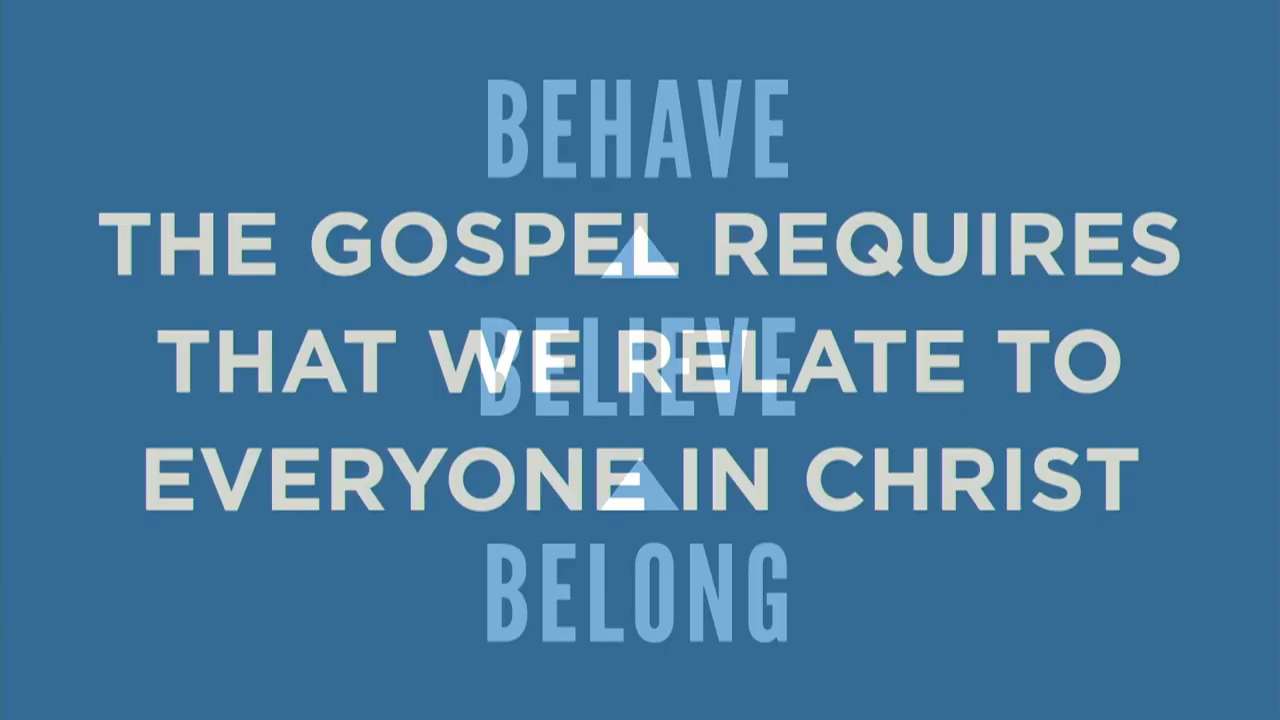 BEHAVE
THE GOSPEL REQUIRES
THAT WE RELATE TO
BELIEVE
EVERYONE IN CHRIST
BELONG